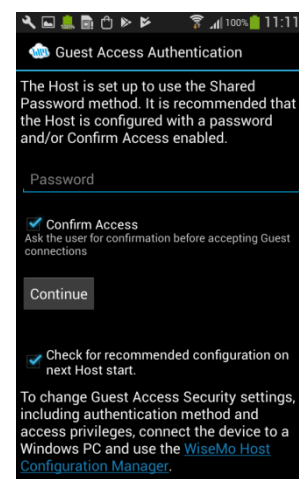 100% 11:11
Guest Access Authentication
The Host is set up to use the Shared
Password method. It is recommended that
the Host is configured with a password
and/or Confirm Access enabled.
Password
Confirm Access
Ask the user for confirmation before accepting Guest
connections
Continue
Check for recommended configuration on
next Host start.
To change Guest Access Security settings,
including authentication method and
access privileges, connect the device to a
Windows PC and use the WiseMo Host
Configuration Manager.